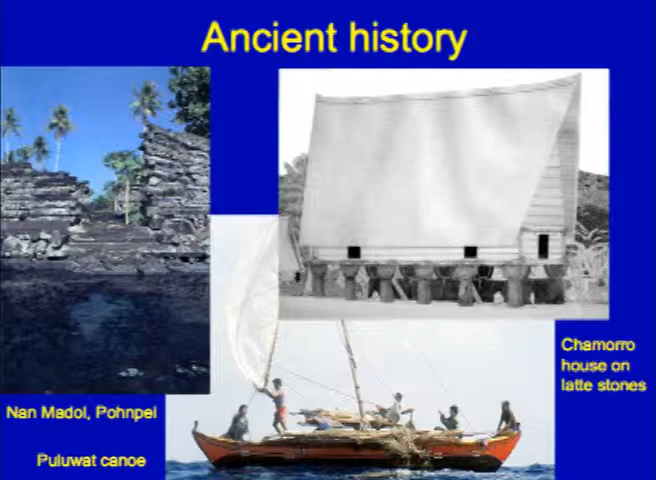 Ancient history
Chamorro
house on
latte stones
Nan Madol, Pohnpei
Puluwat canoe